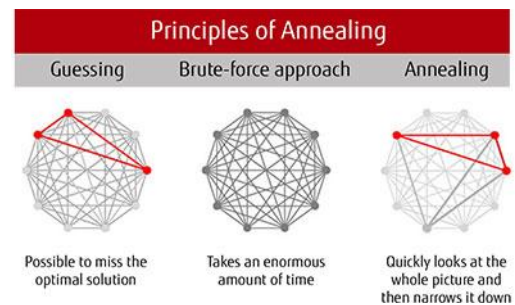 Principles of Annealing
Guessing
Brute-force approach
Annealing
Possible to miss the
optimal solution
Takes an enormous
amount of time
Quickly looks at the
whole picture and
then narrows it down